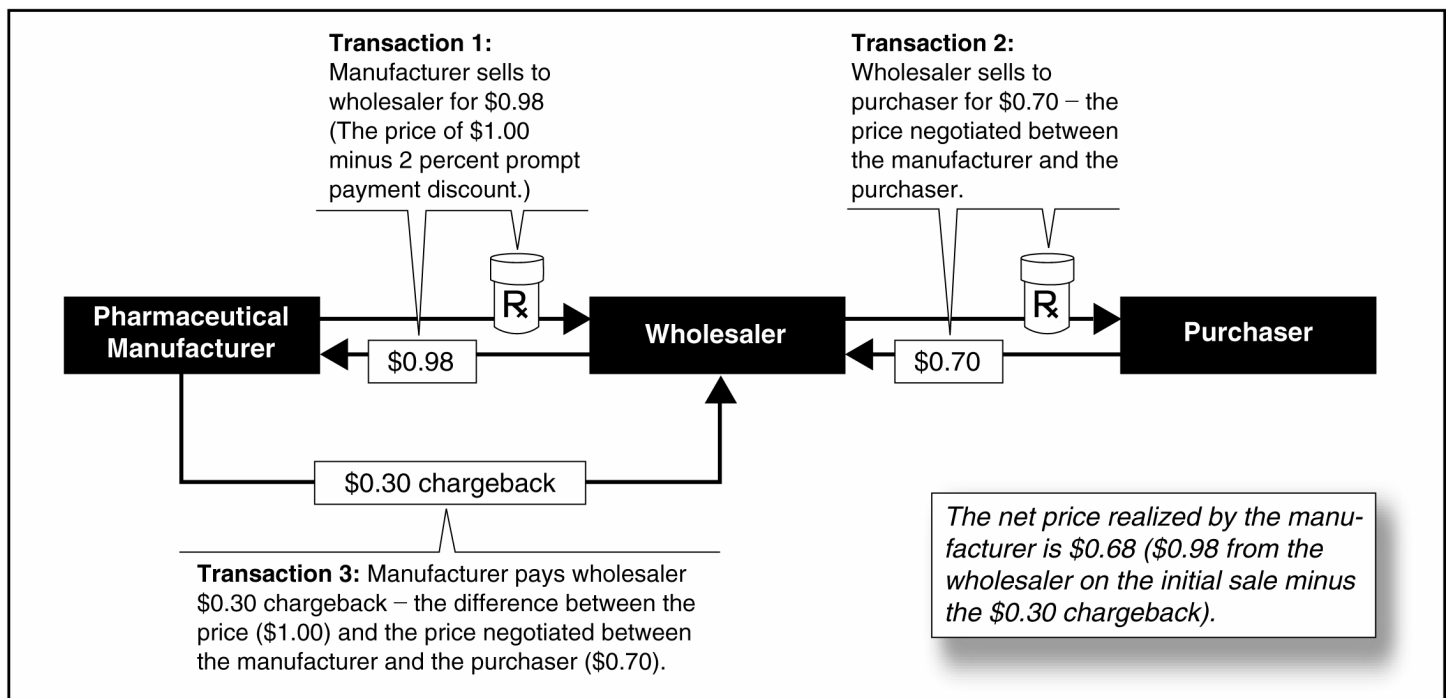 Transaction 1:
Manufacturer sells to
wholesaler for $0.98
(The price of $1.00
minus 2 percent prompt
payment discount.)
Transaction 2:
Wholesaler sells to
purchaser for $0.70 – the
price negotiated between
the manufacturer and the
purchaser.
Pharmaceutical
Manufacturer
℞
Wholesaler
℞
Purchaser
$0.98
$0.70
$0.30 chargeback
Transaction 3: Manufacturer pays wholesaler
$0.30 chargeback – the difference between the
price ($1.00) and the price negotiated between
the manufacturer and the purchaser ($0.70).
The net price realized by the manu-
facturer is $0.68 ($0.98 from the
wholesaler on the initial sale minus
the $0.30 chargeback).